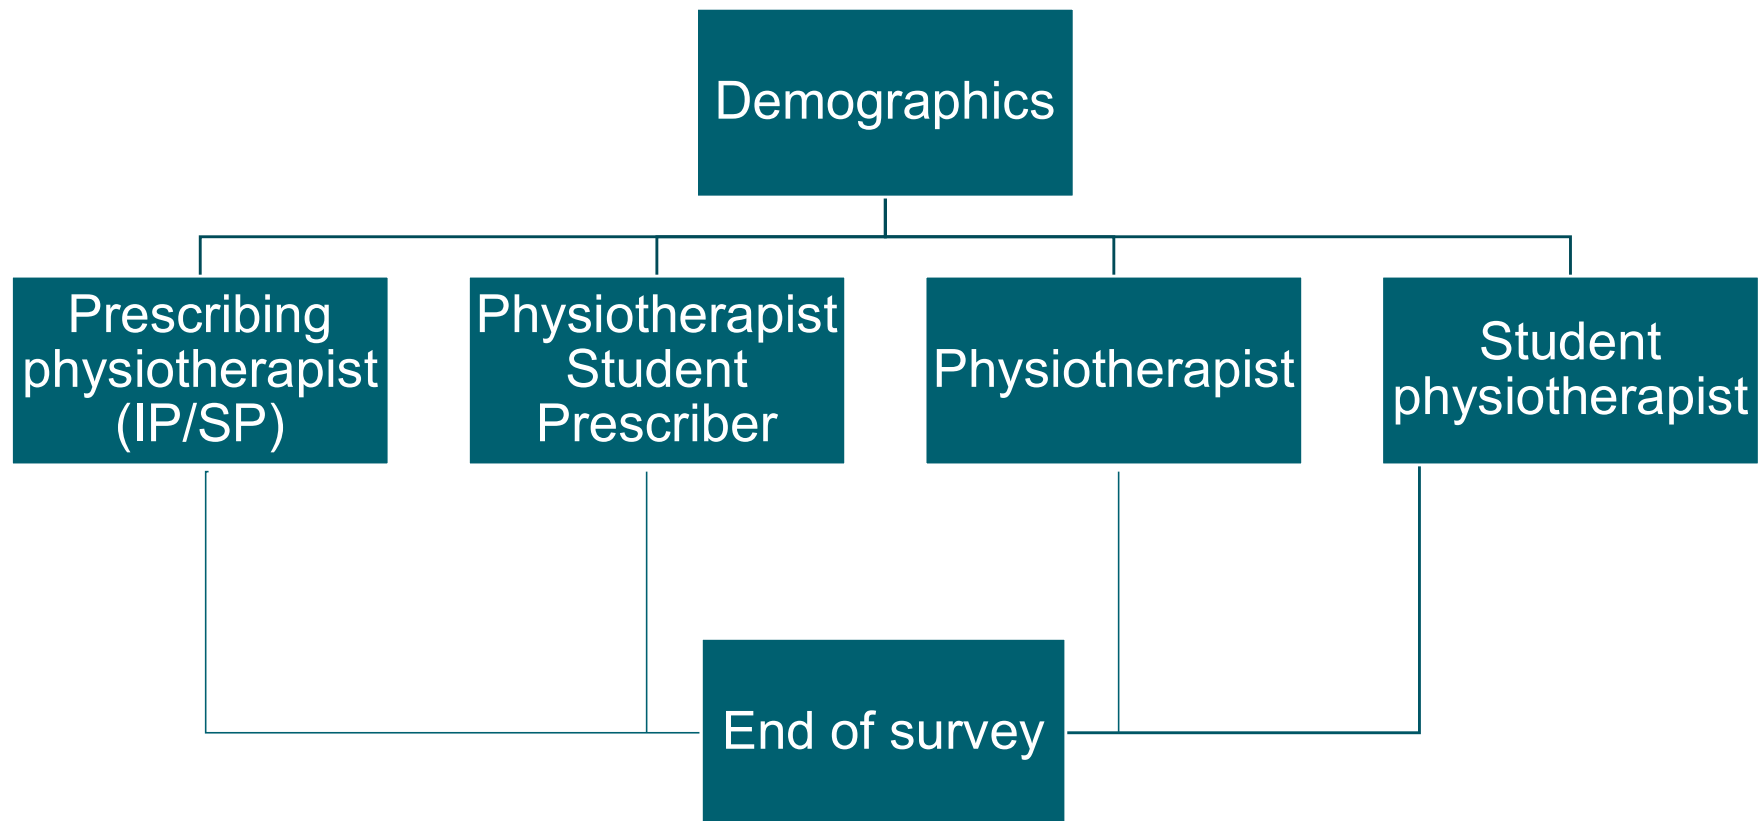 Demographics
Prescribing
physiotherapist
(IP/SP)
Physiotherapist
Student
Prescriber
Physiotherapist
Student
physiotherapist
End of survey